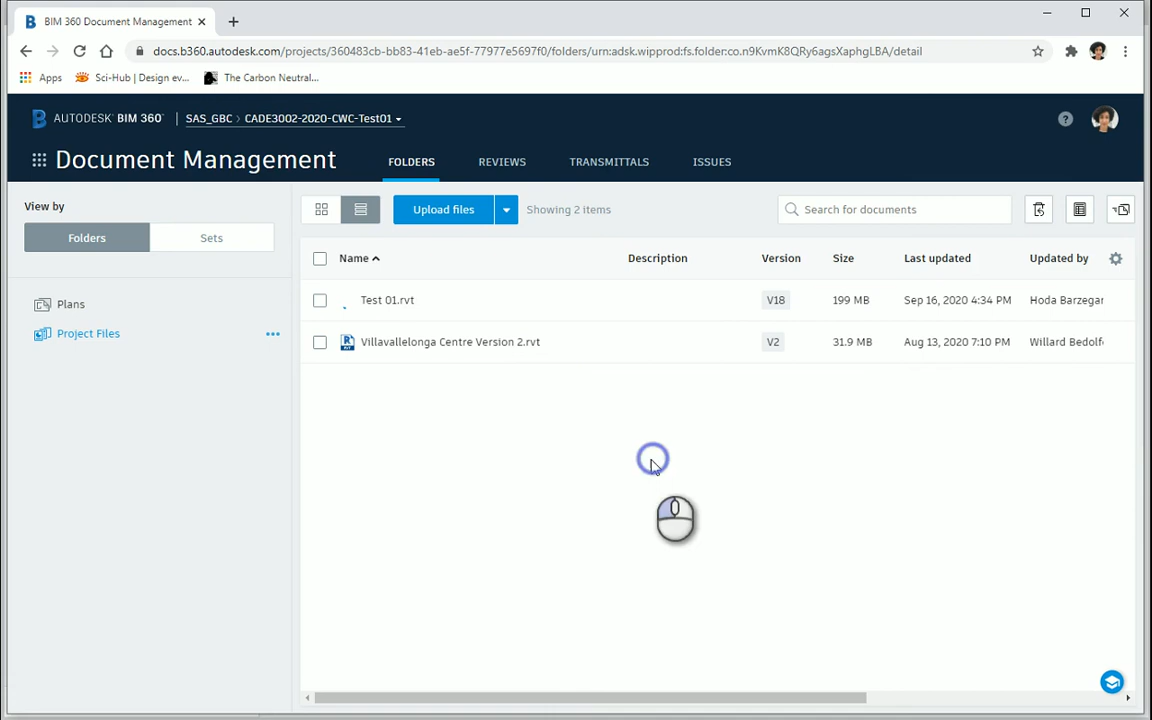 BIM 360 Document Management
docs.b360.autodesk.com/projects/360483cb-bb83-41eb-ae5f-77977e5697f0/folders/urn:adsk.wipprod:fs.folder:co.n9KvmK8QRy6agsXaphgLBA/detail
Apps Sci-Hub | Design ev... The Carbon Neutral...
AUTODESK BIM 360 SAS_GBC > CADE3002-2020-CWC-Test01
Document Management FOLDERS REVIEWS TRANSMITTALS ISSUES
View by Upload files Showing 2 items Search for documents
Folders Sets
Name Description Version Size Last updated Updated by
Plans Test 01.rvt V18 199 MB Sep 16, 2020 4:34 PM Hoda Barzegar
Project Files Villavallelonga Centre Version 2.rvt V2 31.9 MB Aug 13, 2020 7:10 PM Willard Bedolf